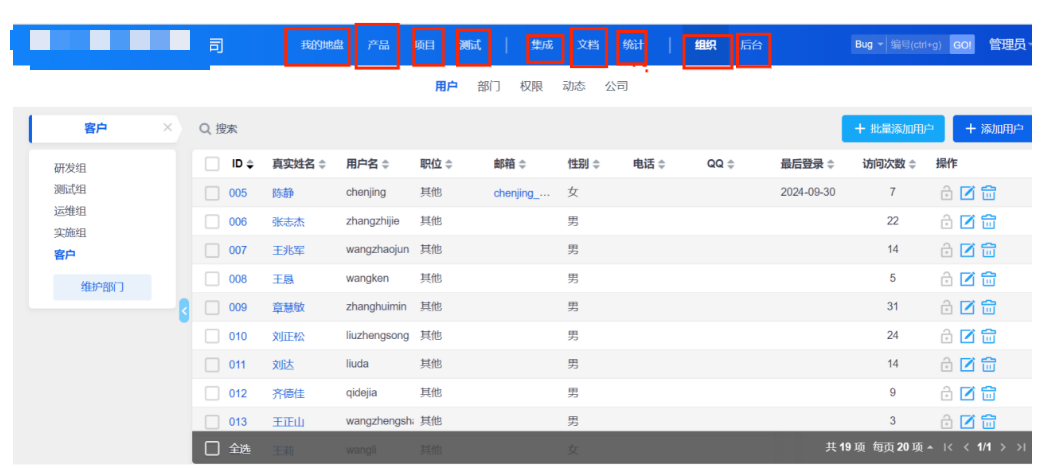 司 我的地盘 产品 项目 测试 | 集成 文档 统计 | 组织 后台 Bug 编号(ctrl+g) GO! 管理员
用户 部门 权限 动态 公司
客户 ×
研发组
测试组
运维组
实施组
客户
维护部门
搜索 + 批量添加用户 + 添加用户
ID 真实姓名 用户名 职位 邮箱 性别 电话 QQ 最后登录 访问次数 操作
005 陈静 chenjing 其他 chenjing_... 女 2024-09-30 7
006 张志杰 zhangzhijie 其他 男 22
007 王兆军 wangzhaojun 其他 男 14
008 王恳 wangken 其他 男 5
009 章慧敏 zhanghuimin 其他 男 31
010 刘正松 liuzhengsong 其他 男 24
011 刘达 liuda 其他 男 14
012 齐德佳 qidejia 其他 男 9
013 王正山 wangzhengsh 其他 男 3
王莉 wangli 其他 女
全选 共 19 项 每页 20 项 |< < 1/1 > >|